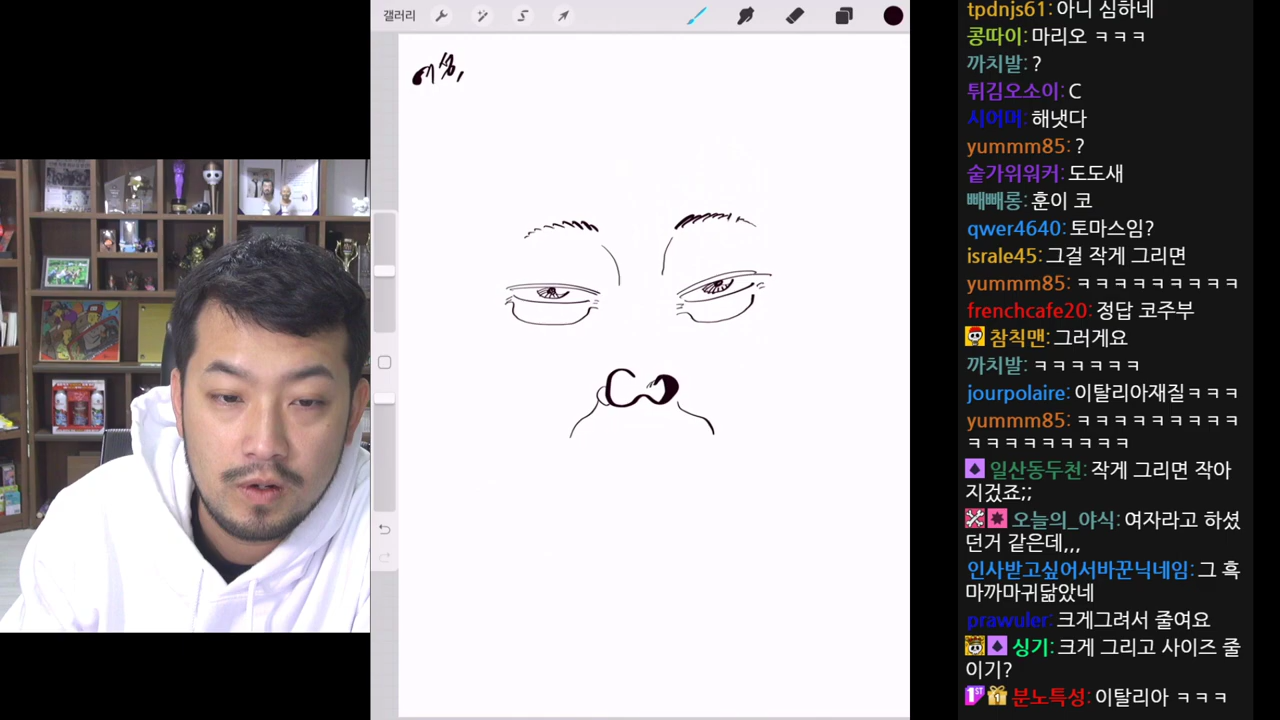 갤러리
여성,
tpdnjs61: 아니 심하네
콩따이: 마리오 ㅋㅋㅋ
까치발: ?
튀김오소이: C
시어머: 해냇다
yummm85: ?
숯가위워커: 도도새
빼빼롱: 훈이 코
qwer4640: 토마스임?
israle45: 그걸 작게 그리면
yummm85: ㅋㅋㅋㅋㅋㅋㅋㅋㅋ
frenchcafe20: 정답 코주부
참칙맨: 그러게요
까치발: ㅋㅋㅋㅋㅋㅋ
jourpolaire: 이탈리아재질ㅋㅋㅋ
yummm85: ㅋㅋㅋㅋㅋㅋㅋㅋㅋ
ㅋㅋㅋㅋㅋㅋㅋㅋㅋ
일산동두천: 작게 그리면 작아
지겄죠;;
오늘의_야식: 여자라고 하셨
던거 같은데,,,
인사받고싶어서바꾼닉네임: 그 흑
마까마귀닮았네
prawuler: 크게그려서 줄여요
1ST
싱기: 크게 그리고 사이즈 줄
이기?
분노특성: 이탈리아 ㅋㅋㅋ